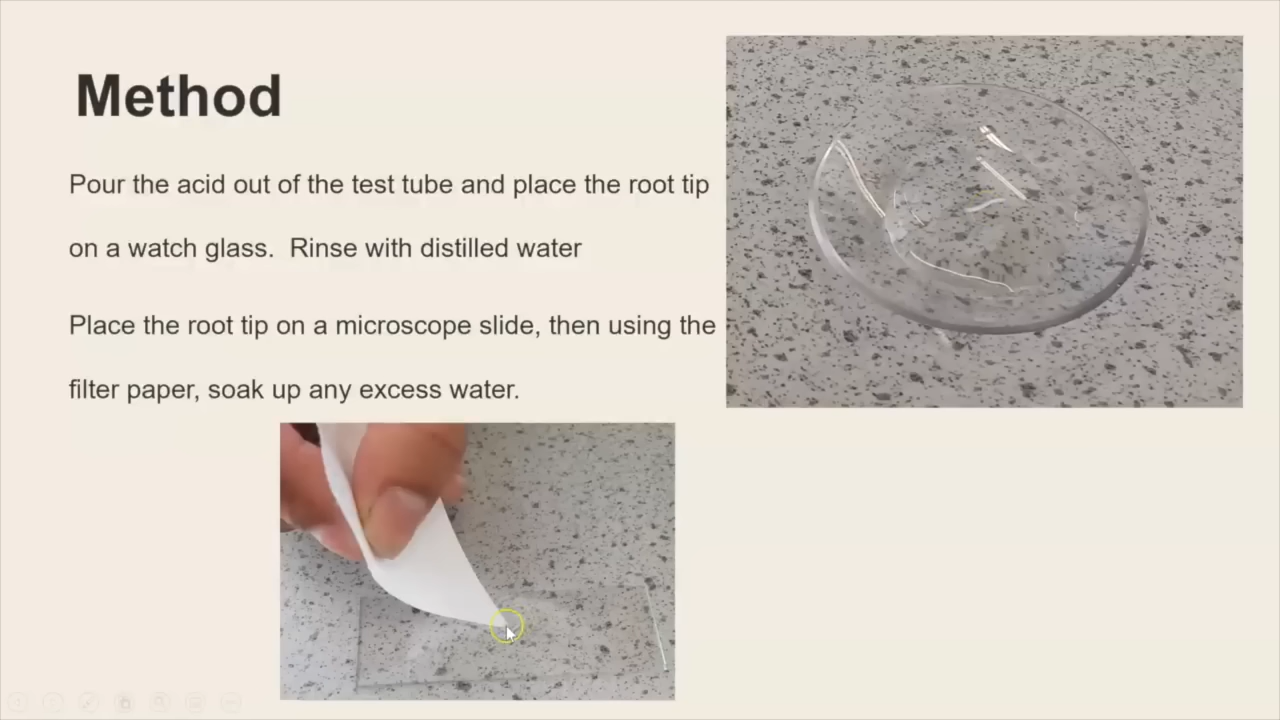 Method
Pour the acid out of the test tube and place the root tip
on a watch glass.  Rinse with distilled water
Place the root tip on a microscope slide, then using the
filter paper, soak up any excess water.